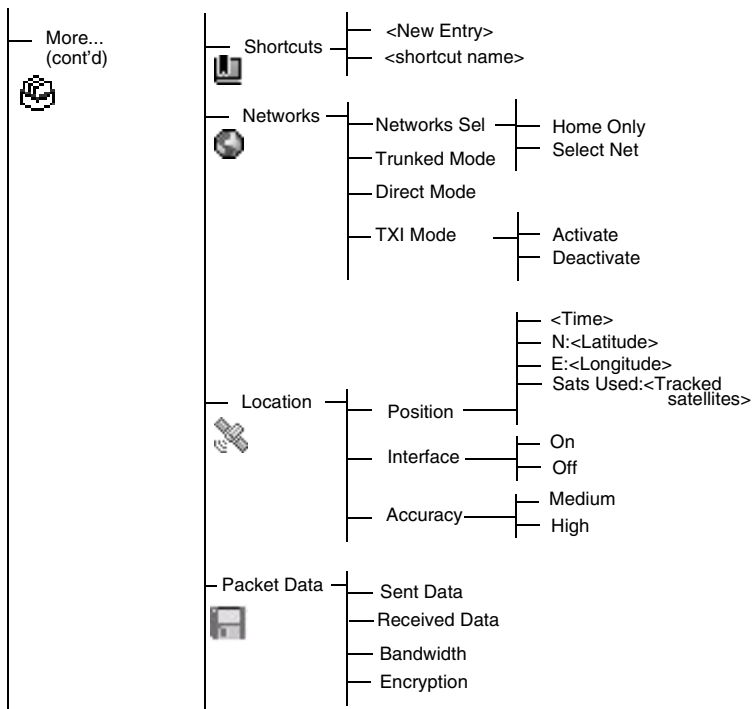 More...
(cont'd)
Shortcuts
<New Entry>
<shortcut name>
Networks
Networks Sel
Home Only
Select Net
Trunked Mode
Direct Mode
TXI Mode
Activate
Deactivate
Location
Position
<Time>
N:<Latitude>
E:<Longitude>
Sats Used:<Tracked
satellites>
Interface
On
Off
Accuracy
Medium
High
Packet Data
Sent Data
Received Data
Bandwidth
Encryption